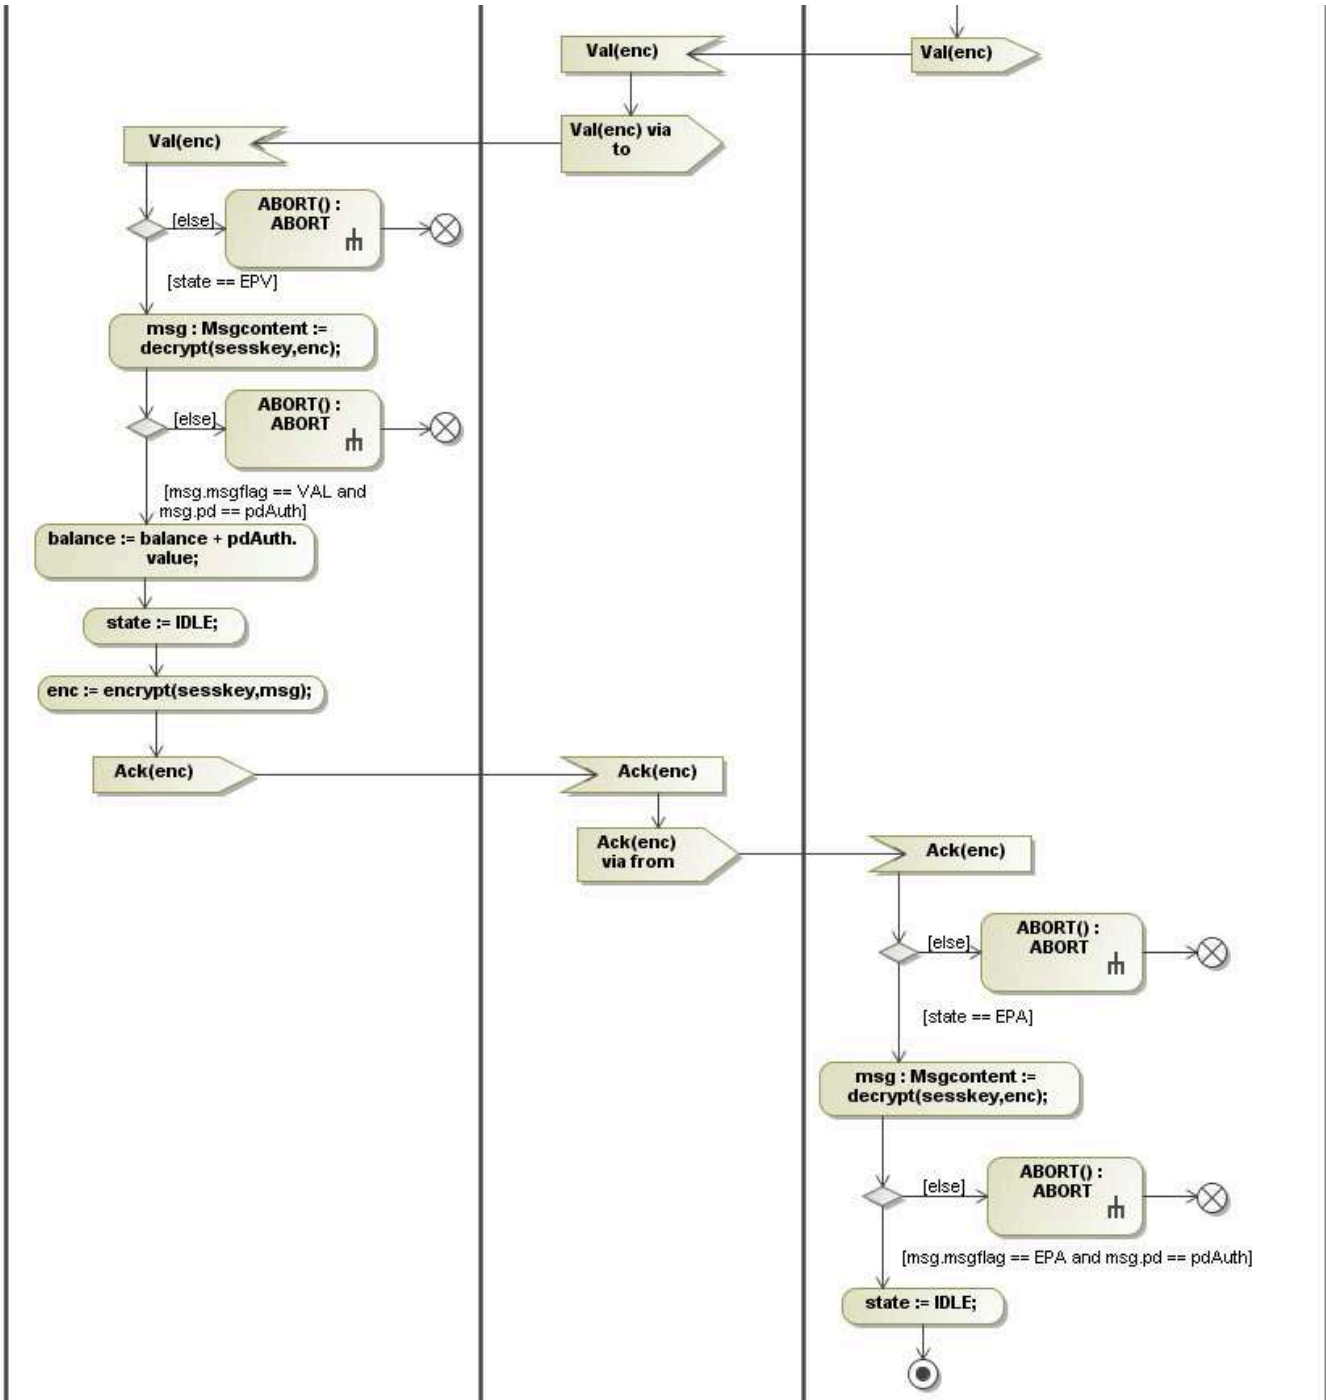 Val(enc)
Val(enc)
Val(enc) via
to
Val(enc)
ABORT() :
ABORT
[else]
[state == EPV]
msg : Msgcontent :=
decrypt(sesskey,enc);
ABORT() :
ABORT
[else]
[msg.msgflag == VAL and
msg.pd == pdAuth]
balance := balance + pdAuth.
value;
state := IDLE;
enc := encrypt(sesskey,msg);
Ack(enc)
Ack(enc)
Ack(enc)
via from
Ack(enc)
ABORT() :
ABORT
[else]
[state == EPA]
msg : Msgcontent :=
decrypt(sesskey,enc);
ABORT() :
ABORT
[else]
[msg.msgflag == EPA and msg.pd == pdAuth]
state := IDLE;